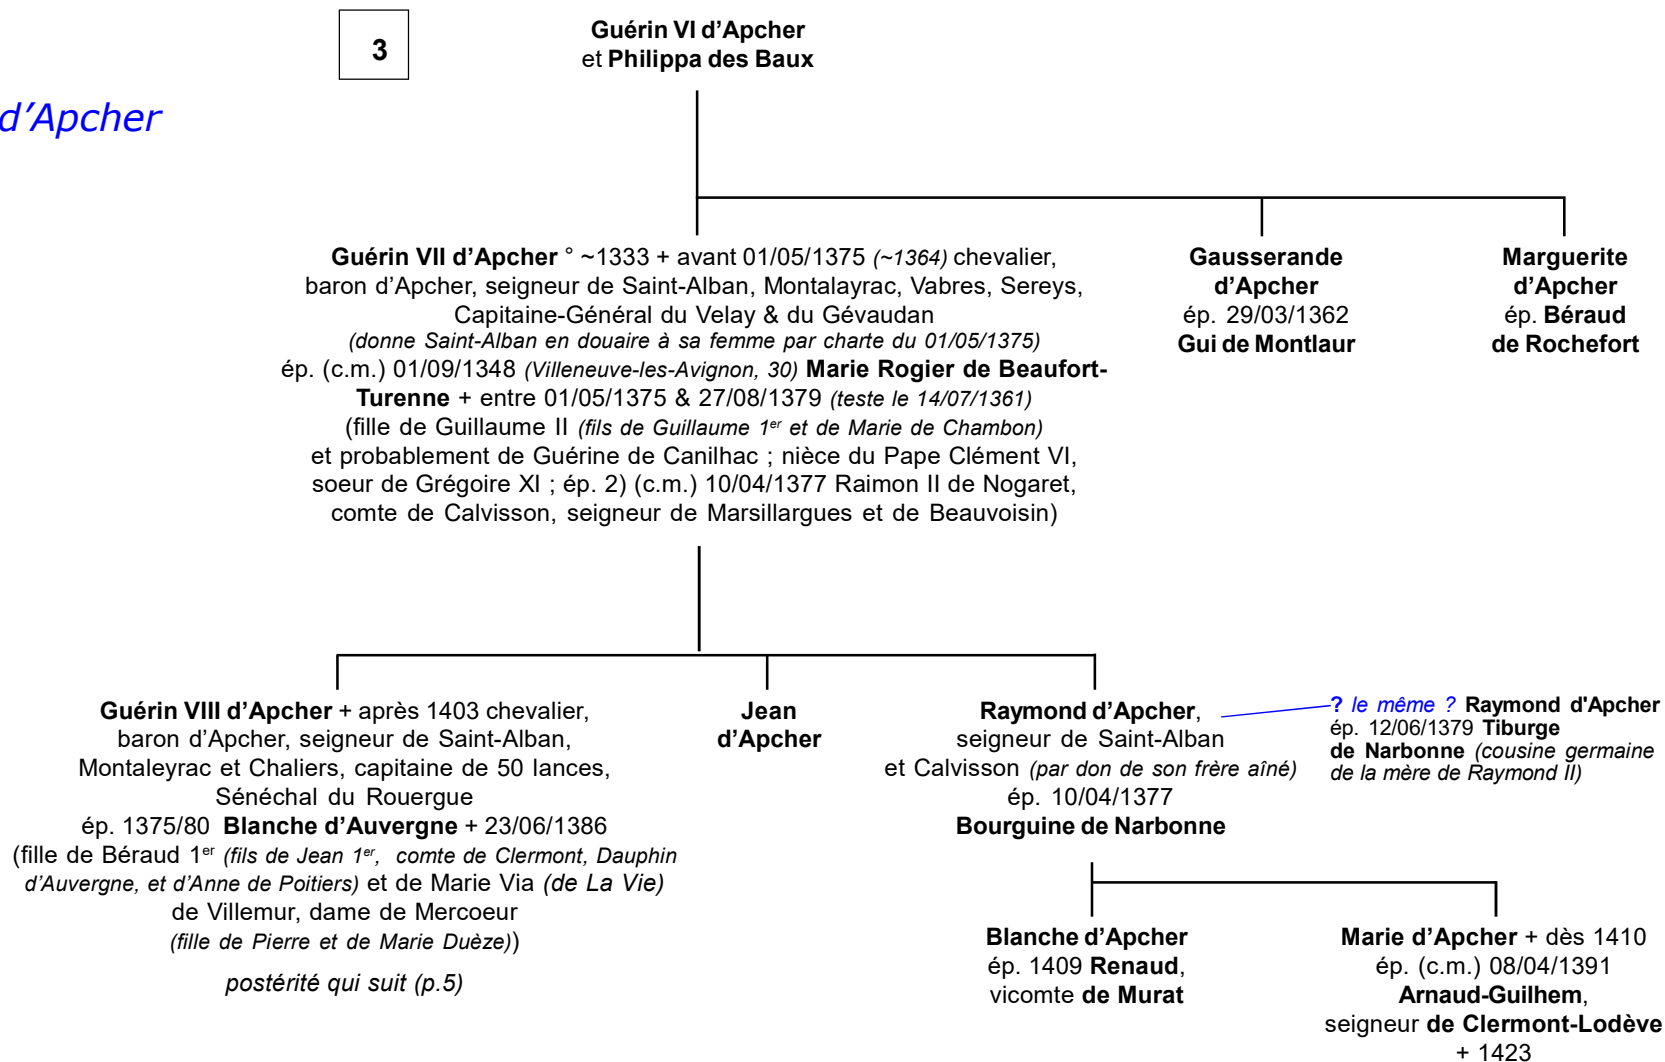 3
Guérin VI d’Apcher
et Philippa des Baux
d’Apcher
Guérin VII d’Apcher ° ~1333 + avant 01/05/1375 (~1364) chevalier,
baron d’Apcher, seigneur de Saint-Alban, Montalayrac, Vabres, Sereys,
Capitaine-Général du Velay & du Gévaudan
(donne Saint-Alban en douaire à sa femme par charte du 01/05/1375)
ép. (c.m.) 01/09/1348 (Villeneuve-les-Avignon, 30) Marie Rogier de Beaufort-
Turenne + entre 01/05/1375 & 27/08/1379 (teste le 14/07/1361)
(fille de Guillaume II (fils de Guillaume 1er et de Marie de Chambon)
et probablement de Guérine de Canilhac ; nièce du Pape Clément VI,
soeur de Grégoire XI ; ép. 2) (c.m.) 10/04/1377 Raimon II de Nogaret,
comte de Calvisson, seigneur de Marsillargues et de Beauvoisin)
Gausserande
d’Apcher
ép. 29/03/1362
Gui de Montlaur
Marguerite
d’Apcher
ép. Béraud
de Rochefort
Guérin VIII d’Apcher + après 1403 chevalier,
baron d’Apcher, seigneur de Saint-Alban,
Montaleyrac et Chaliers, capitaine de 50 lances,
Sénéchal du Rouergue
ép. 1375/80 Blanche d’Auvergne + 23/06/1386
(fille de Béraud 1er (fils de Jean 1er, comte de Clermont, Dauphin
d’Auvergne, et d’Anne de Poitiers) et de Marie Via (de La Vie)
de Villemur, dame de Mercoeur
(fille de Pierre et de Marie Duèze))
postérité qui suit (p.5)
Jean
d’Apcher
Raymond d’Apcher,
seigneur de Saint-Alban
et Calvisson (par don de son frère aîné)
ép. 10/04/1377
Bourguine de Narbonne
? le même ? Raymond d'Apcher
ép. 12/06/1379 Tiburge
de Narbonne (cousine germaine
de la mère de Raymond II)
Blanche d’Apcher
ép. 1409 Renaud,
vicomte de Murat
Marie d’Apcher + dès 1410
ép. (c.m.) 08/04/1391
Arnaud-Guilhem,
seigneur de Clermont-Lodève
+ 1423